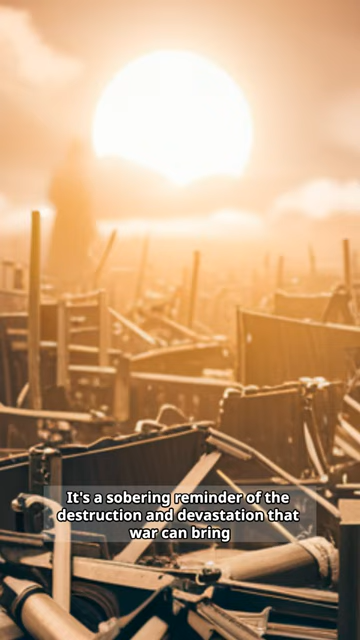 It's a sobering reminder of the
destruction and devastation that
war can bring